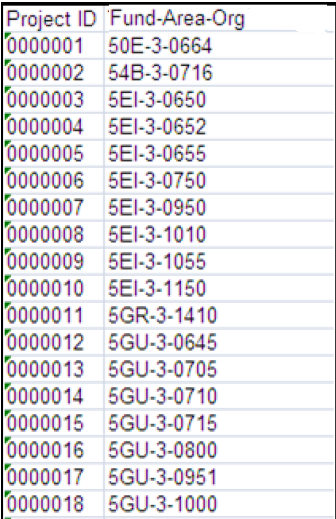 Project ID Fund-Area-Org
0000001 50E-3-0664
0000002 54B-3-0716
0000003 5EI-3-0650
0000004 5EI-3-0652
0000005 5EI-3-0655
0000006 5EI-3-0750
0000007 5EI-3-0950
0000008 5EI-3-1010
0000009 5EI-3-1055
0000010 5EI-3-1150
0000011 5GR-3-1410
0000012 5GU-3-0645
0000013 5GU-3-0705
0000014 5GU-3-0710
0000015 5GU-3-0715
0000016 5GU-3-0800
0000017 5GU-3-0951
0000018 5GU-3-1000